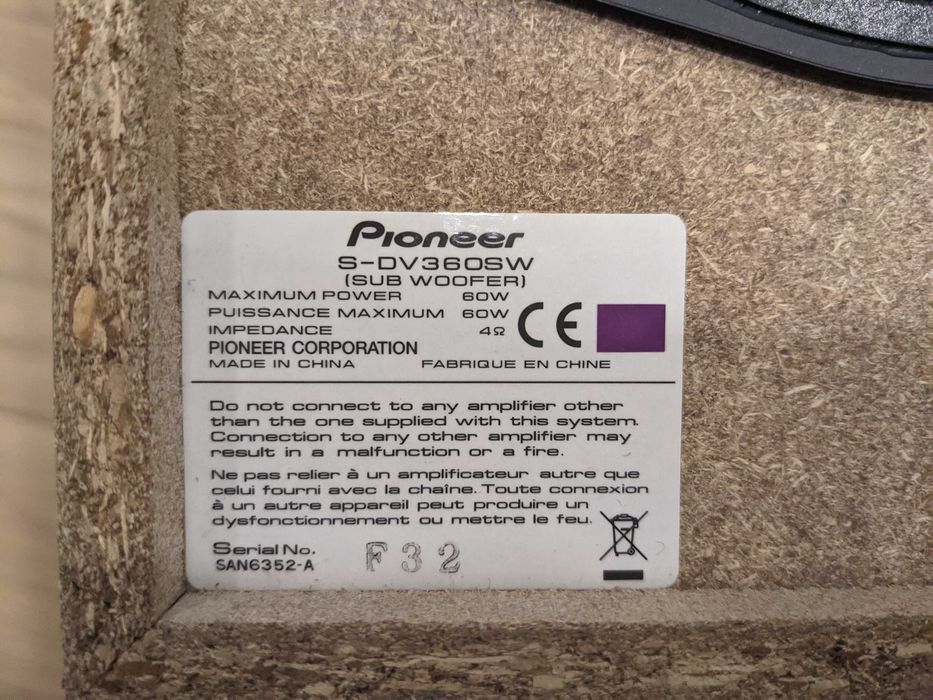 Pioneer
S-DV360SW
(SUB WOOFER)
MAXIMUM POWER 60W
PUISSANCE MAXIMUM 60W
IMPEDANCE 4Ω
CE
PIONEER CORPORATION
MADE IN CHINA FABRIQUE EN CHINE
Do not connect to any amplifier other
than the one supplied with this system.
Connection to any other amplifier may
result in a malfunction or a fire.
Ne pas relier à un amplificateur autre que
celui fourni avec la chaîne. Toute connexion
à un autre appareil peut produire un
dysfonctionnement ou mettre le feu.
Serial No. F32
SAN6352-A